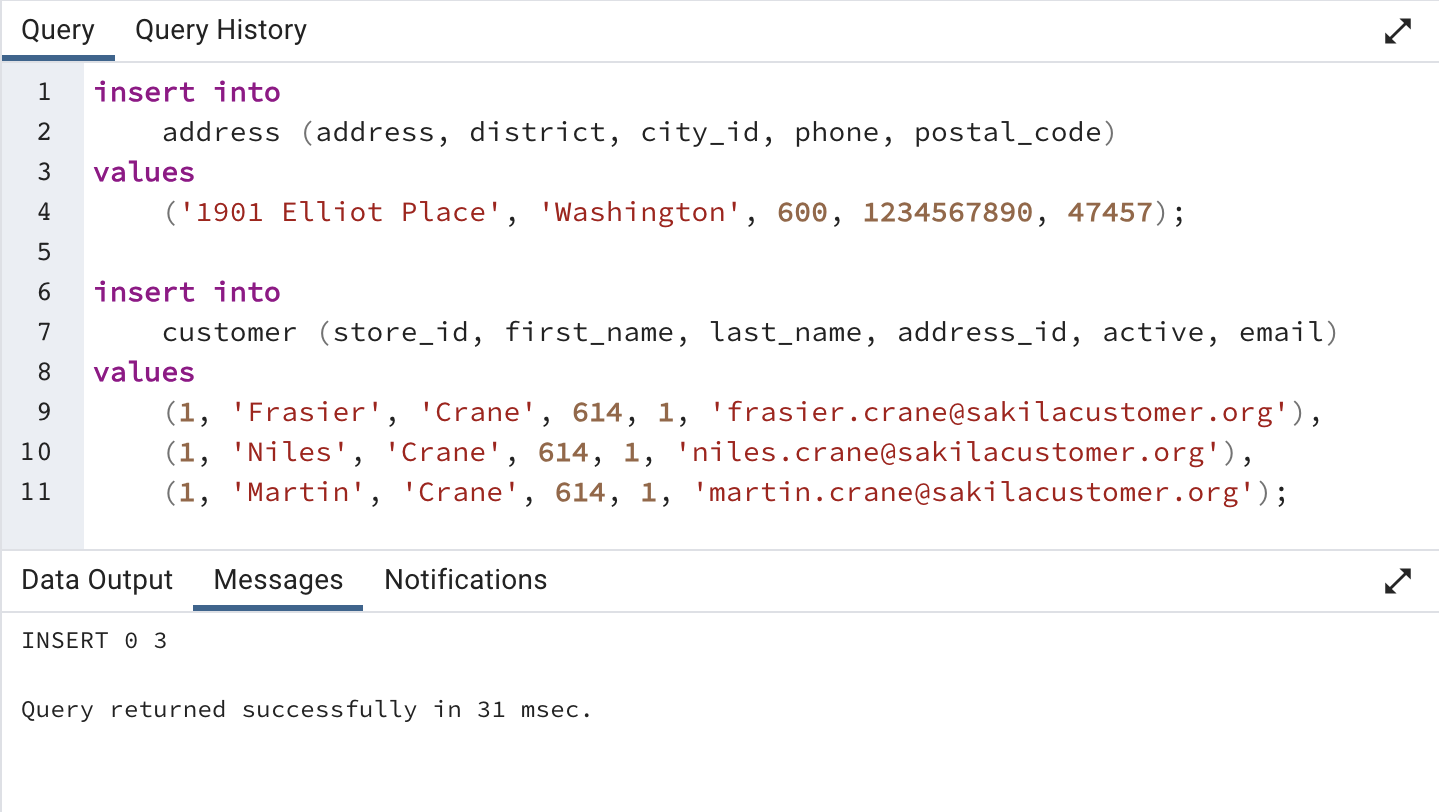 Query Query History
1 insert into
2 address (address, district, city_id, phone, postal_code)
3 values
4 ('1901 Elliot Place', 'Washington', 600, 1234567890, 47457);
5
6 insert into
7 customer (store_id, first_name, last_name, address_id, active, email)
8 values
9 (1, 'Frasier', 'Crane', 614, 1, 'frasier.crane@sakilacustomer.org'),
10 (1, 'Niles', 'Crane', 614, 1, 'niles.crane@sakilacustomer.org'),
11 (1, 'Martin', 'Crane', 614, 1, 'martin.crane@sakilacustomer.org');
Data Output Messages Notifications
INSERT 0 3
Query returned successfully in 31 msec.